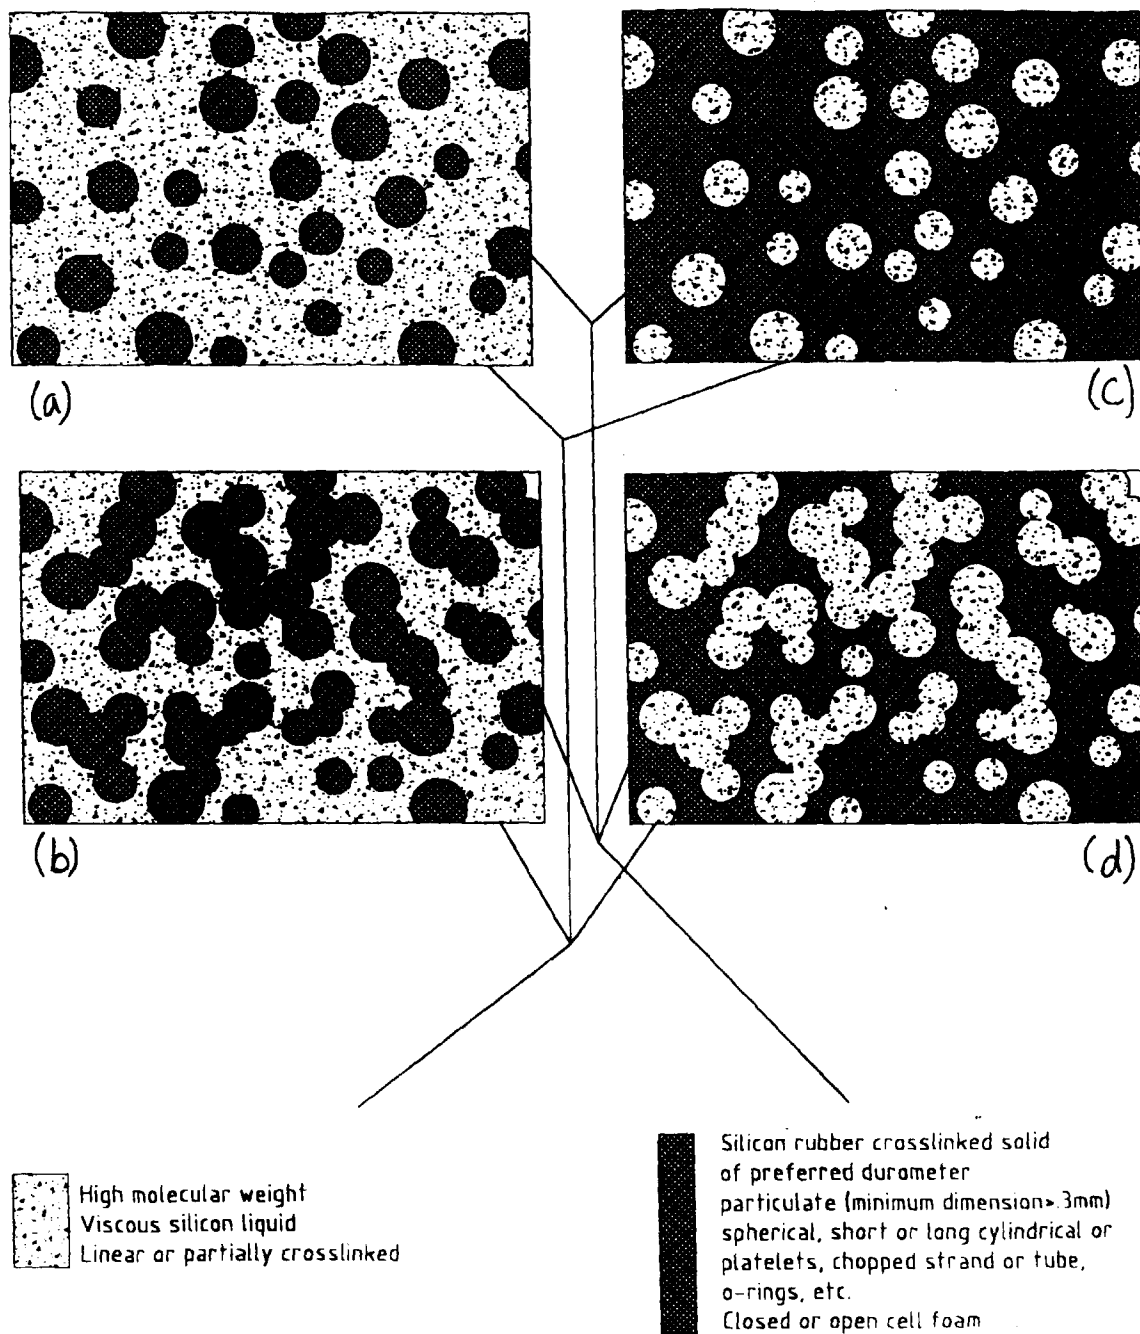 (a)
(c)
(b)
(d)
High molecular weight
Viscous silicon liquid
Linear or partially crosslinked
Silicon rubber crosslinked solid
of preferred durometer
particulate (minimum dimension>.3mm)
spherical, short or long cylindrical or
platelets, chopped strand or tube,
o-rings, etc.
Closed or open cell foam